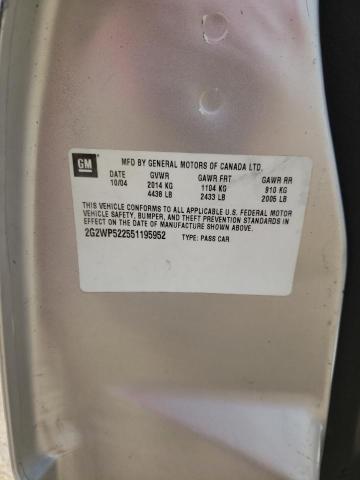 GM MFD BY GENERAL MOTORS OF CANADA LTD.
DATE GVWR GAWR FRT GAWR RR
10/04 2014 KG 1104 KG 910 KG
4438 LB 2433 LB 2005 LB
THIS VEHICLE CONFORMS TO ALL APPLICABLE U.S. FEDERAL MOTOR
VEHICLE SAFETY, BUMPER, AND THEFT PREVENTION STANDARDS IN
EFFECT ON THE DATE OF MANUFACTURE SHOWN ABOVE.
2G2WP522551195952 TYPE: PASS CAR